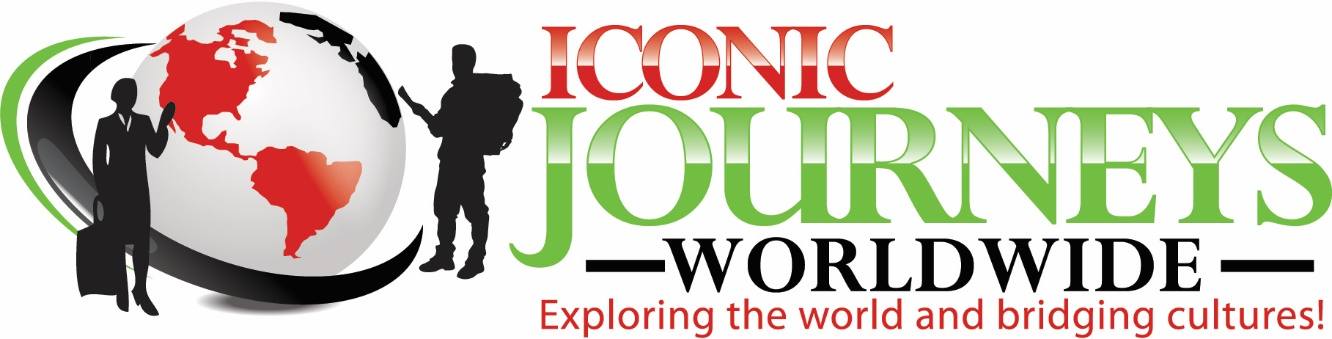 ICONIC
JOURNEYS
WORLDWIDE
Exploring the world and bridging cultures!